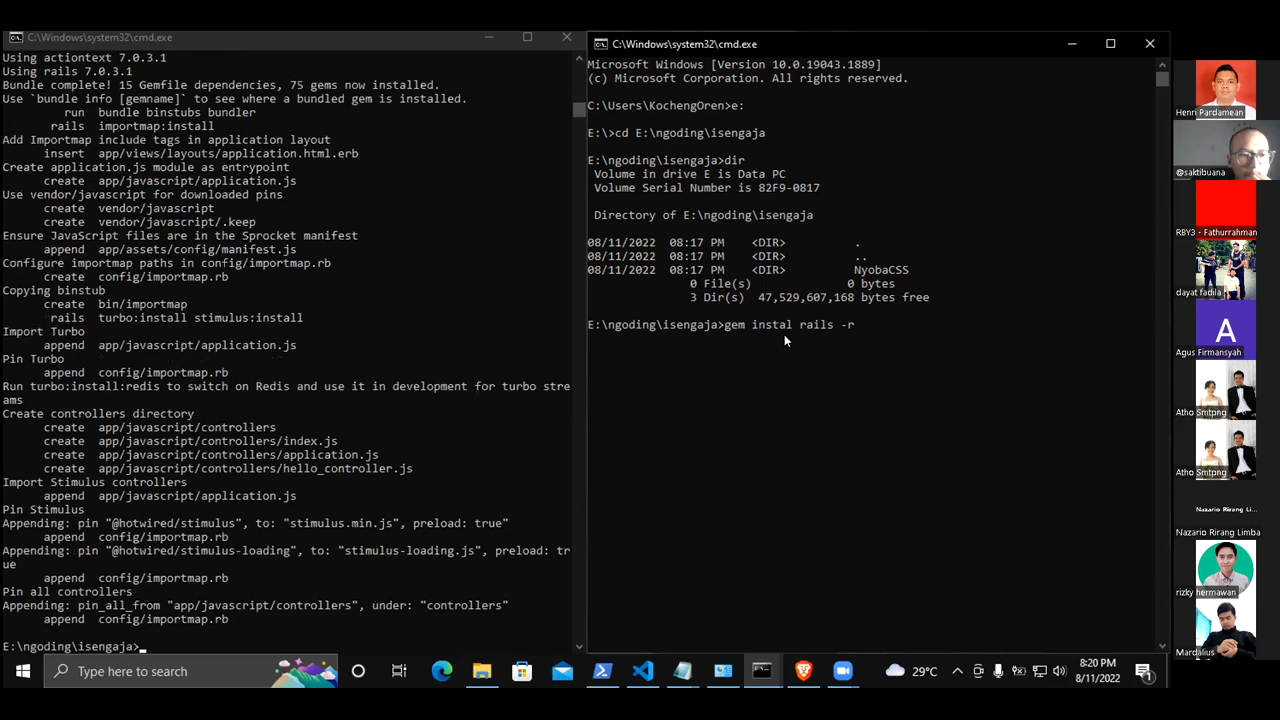 C:\Windows\system32\cmd.exe
Using actiontext 7.0.3.1
Using rails 7.0.3.1
Bundle complete! 15 Gemfile dependencies, 75 gems now installed.
Use `bundle info [gemname]` to see where a bundled gem is installed.
run bundle binstubs bundler
rails importmap:install
Add Importmap include tags in application layout
insert app/views/layouts/application.html.erb
Create application.js module as entrypoint
create app/javascript/application.js
Use vendor/javascript for downloaded pins
create vendor/javascript
create vendor/javascript/.keep
Ensure JavaScript files are in the Sprocket manifest
append app/assets/config/manifest.js
Configure importmap paths in config/importmap.rb
create config/importmap.rb
Copying binstub
create bin/importmap
rails turbo:install stimulus:install
Import Turbo
append app/javascript/application.js
Pin Turbo
append config/importmap.rb
Run turbo:install:redis to switch on Redis and use it in development for turbo stre
ams
Create controllers directory
create app/javascript/controllers
create app/javascript/controllers/index.js
create app/javascript/controllers/application.js
create app/javascript/controllers/hello_controller.js
Import Stimulus controllers
append app/javascript/application.js
Pin Stimulus
Appending: pin "@hotwired/stimulus", to: "stimulus.min.js", preload: true"
append config/importmap.rb
Appending: pin "@hotwired/stimulus-loading", to: "stimulus-loading.js", preload: tr
ue
append config/importmap.rb
Pin all controllers
Appending: pin_all_from "app/javascript/controllers", under: "controllers"
append config/importmap.rb
E:\ngoding\isengaja>_
C:\Windows\system32\cmd.exe
Microsoft Windows [Version 10.0.19043.1889]
(c) Microsoft Corporation. All rights reserved.
C:\Users\KochengOren>e:
E:\>cd E:\ngoding\isengaja
E:\ngoding\isengaja>dir
Volume in drive E is Data PC
Volume Serial Number is 82F9-0817
Directory of E:\ngoding\isengaja
08/11/2022 08:17 PM <DIR> .
08/11/2022 08:17 PM <DIR> ..
08/11/2022 08:17 PM <DIR> NyobaCSS
0 File(s) 0 bytes
3 Dir(s) 47,529,607,168 bytes free
E:\ngoding\isengaja>gem instal rails -r
Henri Pardamean
@saktibuana
RBY3 - Fathurrahman
dayat fadila
A
Agus Firmansyah
Atho Smtpng
Atho Smtpng
Nazario Rirang Li...
Nazario Rirang Limba
rizky hermawan
Mardalius
Type here to search
29°C
8:20 PM
8/11/2022
1